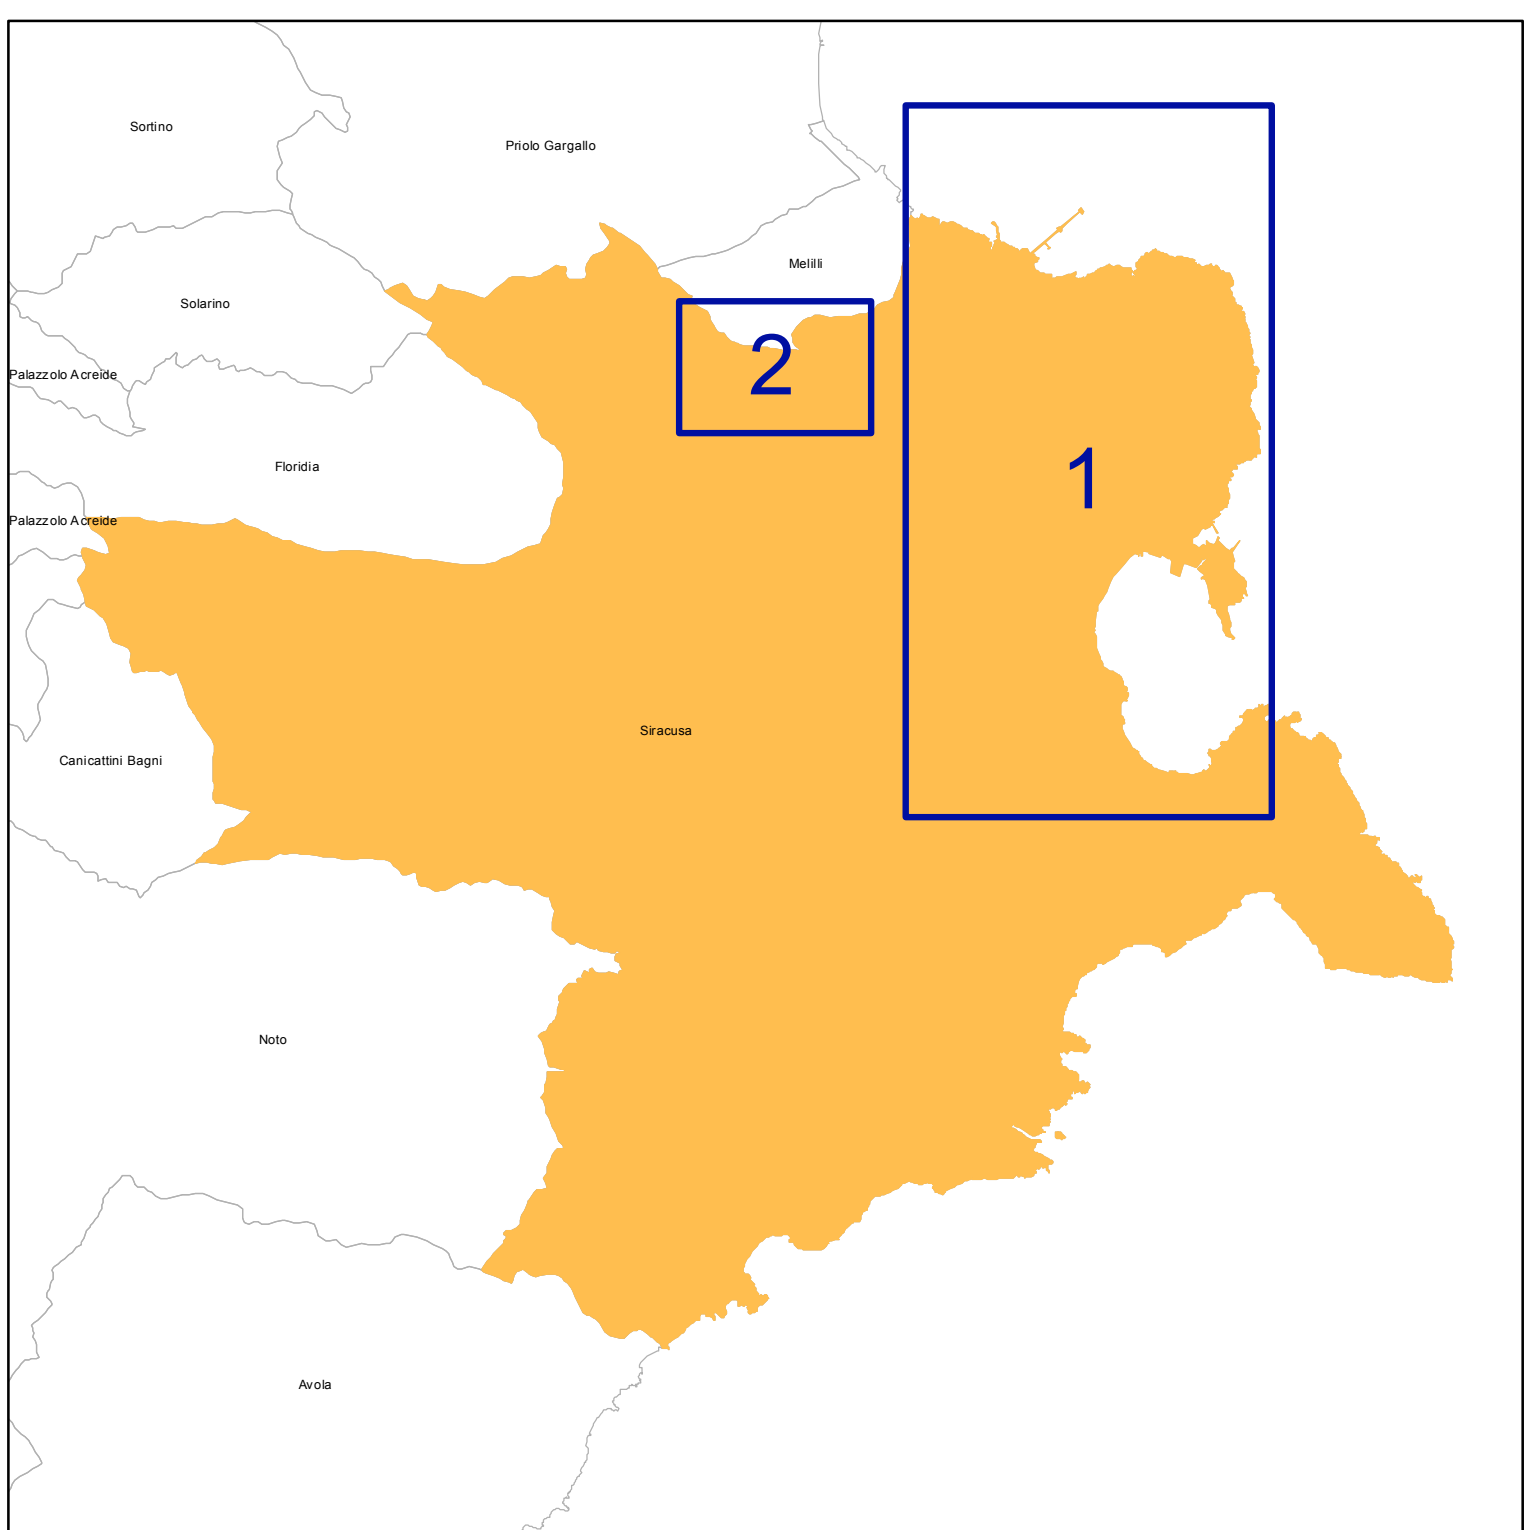 Sortino
Priolo Gargallo
Melilli
Solarino
2
Palazzolo Acreide
Floridia
1
Palazzolo Acreide
Siracusa
Canicattini Bagni
Noto
Avola